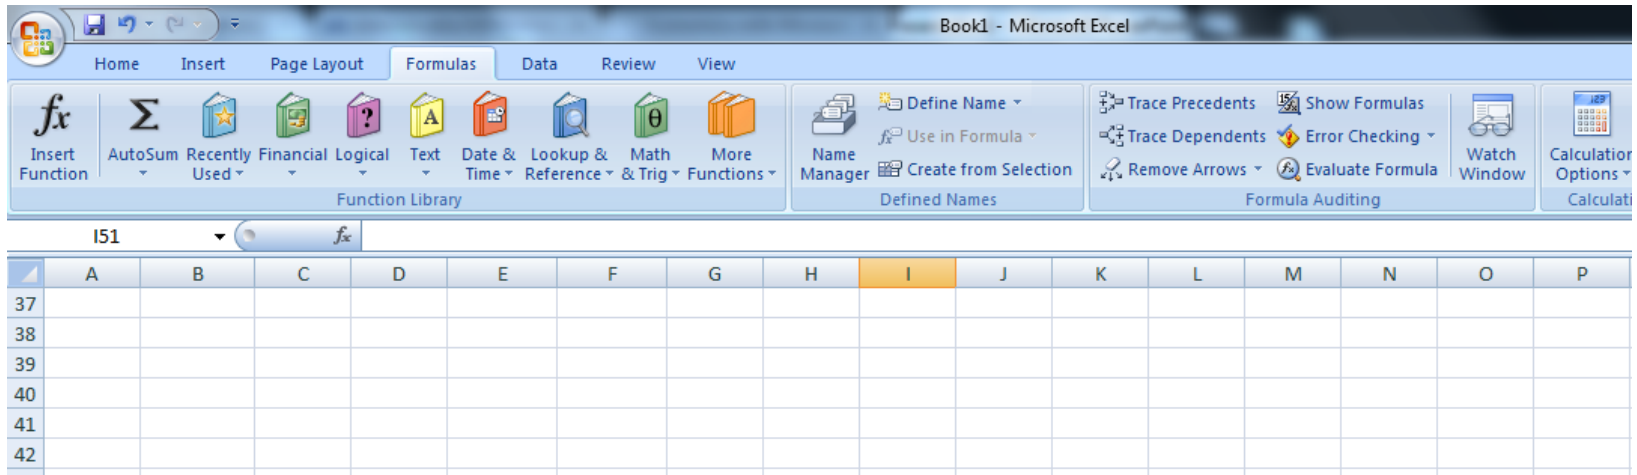 Book1 - Microsoft Excel
Home Insert Page Layout Formulas Data Review View
fx Σ ? A θ Define Name Trace Precedents Show Formulas
Use in Formula Trace Dependents Error Checking
Insert Function AutoSum Recently Used Financial Logical Text Date & Time Lookup & Reference Math & Trig More Functions Name Manager Create from Selection Remove Arrows Evaluate Formula Watch Window Calculation Options
Function Library Defined Names Formula Auditing Calculati
I51 fx
A B C D E F G H I J K L M N O P
37
38
39
40
41
42